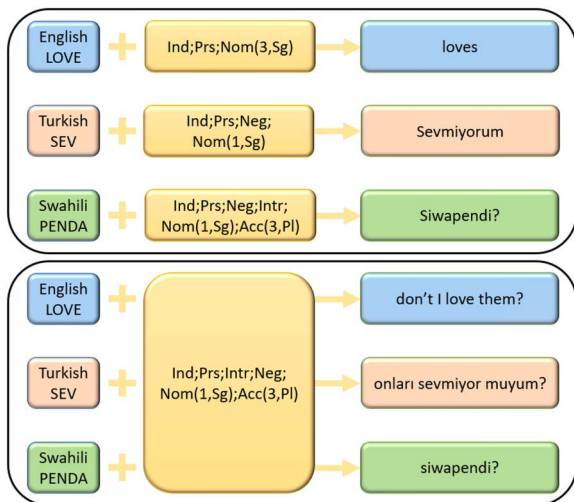 English
LOVE
Ind;Prs;Nom(3,Sg)
loves
Turkish
SEV
Ind;Prs;Neg;
Nom(1,Sg)
Sevmiyorum
Swahili
PENDA
Ind;Prs;Neg;Intr;
Nom(1,Sg);Acc(3,Pl)
Siwapendi?
English
LOVE
don't I love them?
Turkish
SEV
Ind;Prs;Intr;Neg;
Nom(1,Sg);Acc(3,Pl)
onları sevmiyor muyum?
Swahili
PENDA
siwapendi?